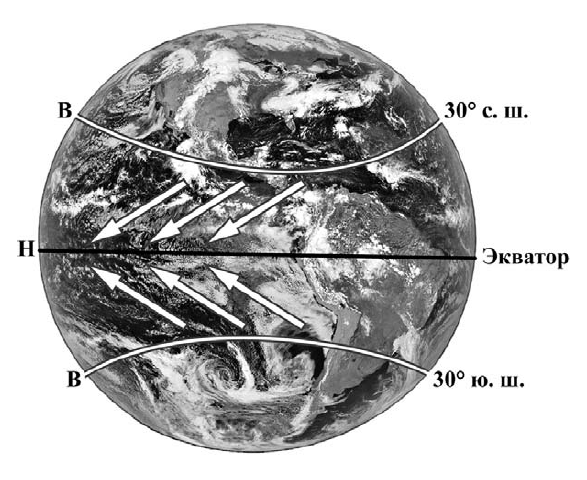 В 30° с. ш.
Н Экватор
В 30° ю. ш.